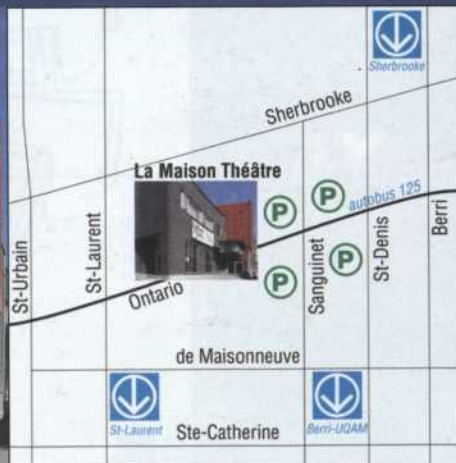 Sherbrooke
Sherbrooke
La Maison Théâtre
P
P
autobus 125
St-Urbain
St-Laurent
Ontario
P
P
Sanguinet
St-Denis
Berri
de Maisonneuve
St-Laurent
Ste-Catherine
Berri-UQAM